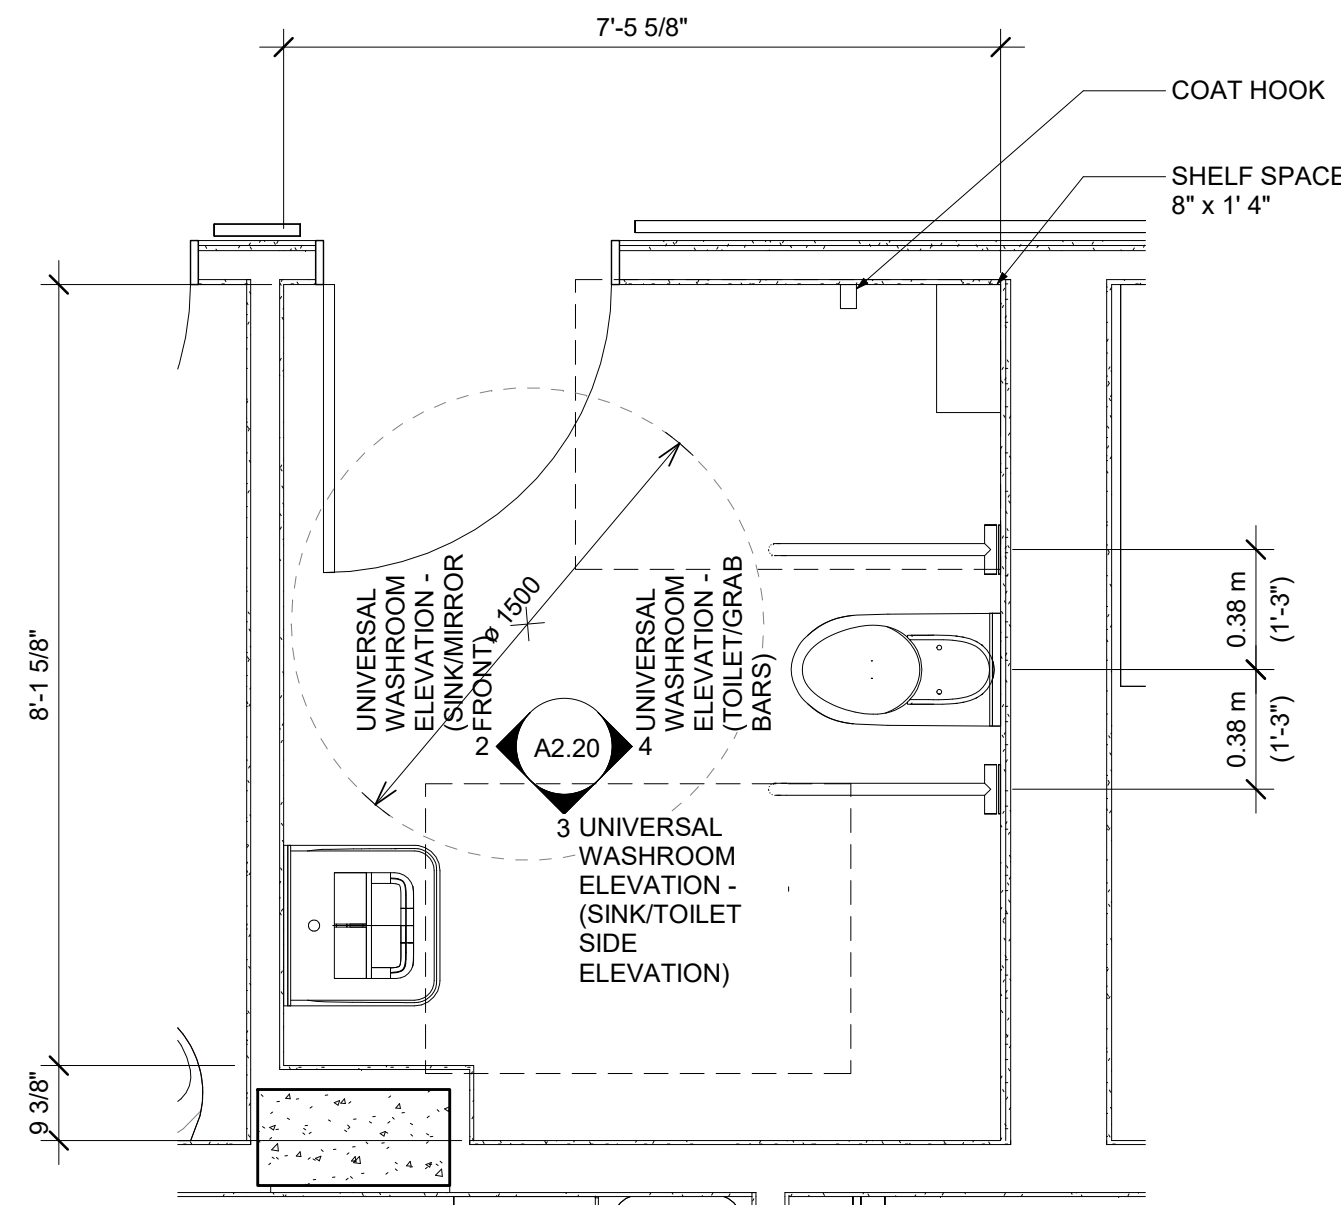 7'-5 5/8"
COAT HOOK
SHELF SPACE
8" x 1' 4"
8'-1 5/8"
9 3/8"
UNIVERSAL
WASHROOM
ELEVATION -
(SINK/MIRROR
FRONT)
ø 1500
UNIVERSAL
WASHROOM
ELEVATION -
(TOILET/GRAB
BARS)
2
A2.20
4
3
UNIVERSAL
WASHROOM
ELEVATION -
(SINK/TOILET
SIDE
ELEVATION)
0.38 m
(1'-3")
0.38 m
(1'-3")